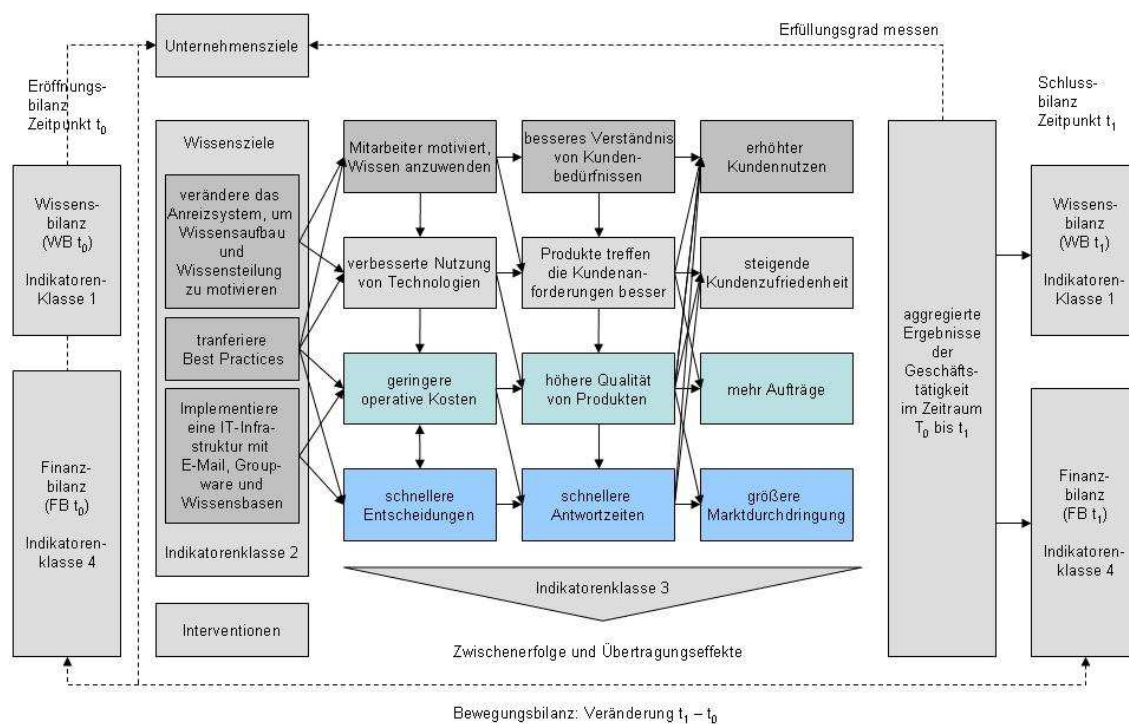 Unternehmensziele
Erfüllungsgrad messen
Eröffnungs-
bilanz
Zeitpunkt t0
Schluss-
bilanz
Zeitpunkt t1
Wissens-
bilanz
(WB t0)
Indikatoren-
Klasse 1
Finanz-
bilanz
(FB t0)
Indikatoren-
klasse 4
Wissensziele
verändere das
Anreizsystem, um
Wissensaufbau
und
Wissensteilung
zu motivieren
tranferiere
Best Practices
Implementiere
eine IT-Infra-
struktur mit
E-Mail, Group-
ware und
Wissensbasen
Indikatorenklasse 2
Interventionen
Mitarbeiter motiviert,
Wissen anzuwenden
besseres Verständnis
von Kunden-
bedürfnissen
erhöhter
Kundennutzen
verbesserte Nutzung
von Technologien
Produkte treffen
die Kundenan-
forderungen besser
steigende
Kundenzufriedenheit
geringere
operative Kosten
höhere Qualität
von Produkten
mehr Aufträge
schnellere
Entscheidungen
schnellere
Antwortzeiten
größere
Marktdurchdringung
Indikatorenklasse 3
Zwischenerfolge und Übertragungseffekte
aggregierte
Ergebnisse
der
Geschäfts-
tätigkeit
im Zeitraum
T0 bis t1
Wissens-
bilanz
(WB t1)
Indikatoren-
Klasse 1
Finanz-
bilanz
(FB t1)
Indikatoren-
klasse 4
Bewegungsbilanz: Veränderung t1 – t0